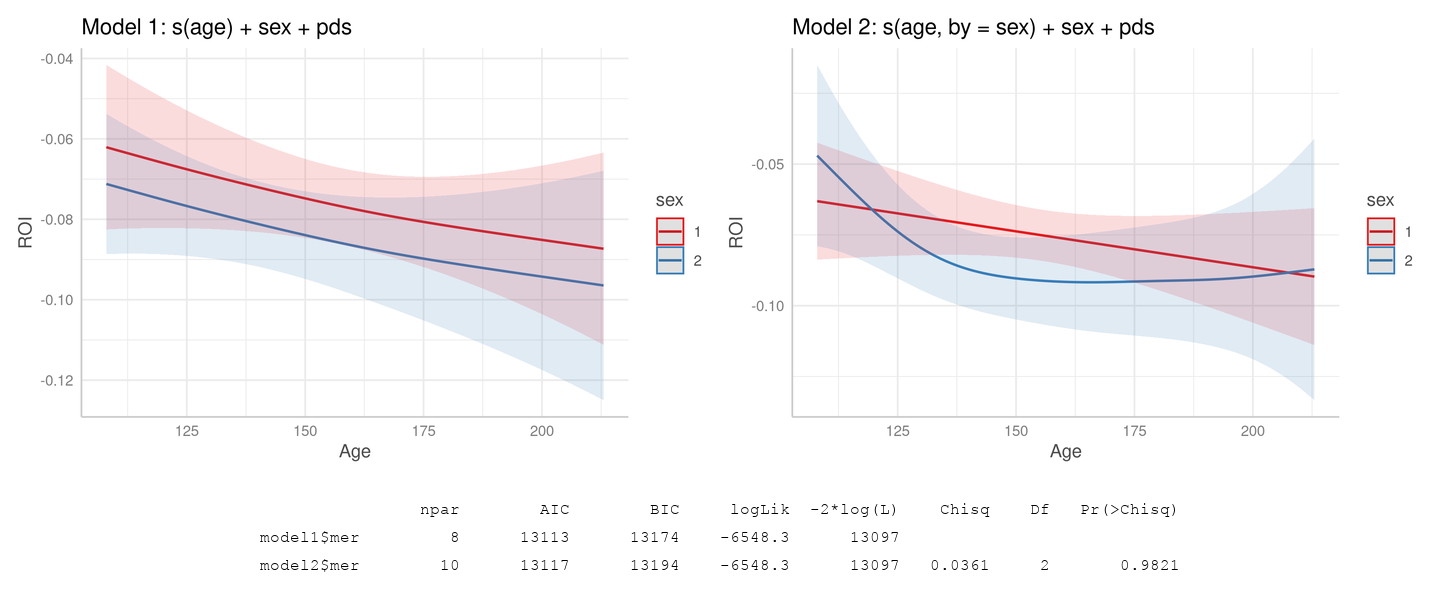 Model 1: s(age) + sex + pds
-0.04
-0.06
-0.08
-0.10
-0.12
ROI
125 150 175 200
Age
sex
1
2
Model 2: s(age, by = sex) + sex + pds
-0.05
-0.10
ROI
125 150 175 200
Age
sex
1
2
npar AIC BIC logLik -2*log(L) Chisq Df Pr(>Chisq)
model1$mer 8 13113 13174 -6548.3 13097
model2$mer 10 13117 13194 -6548.3 13097 0.0361 2 0.9821